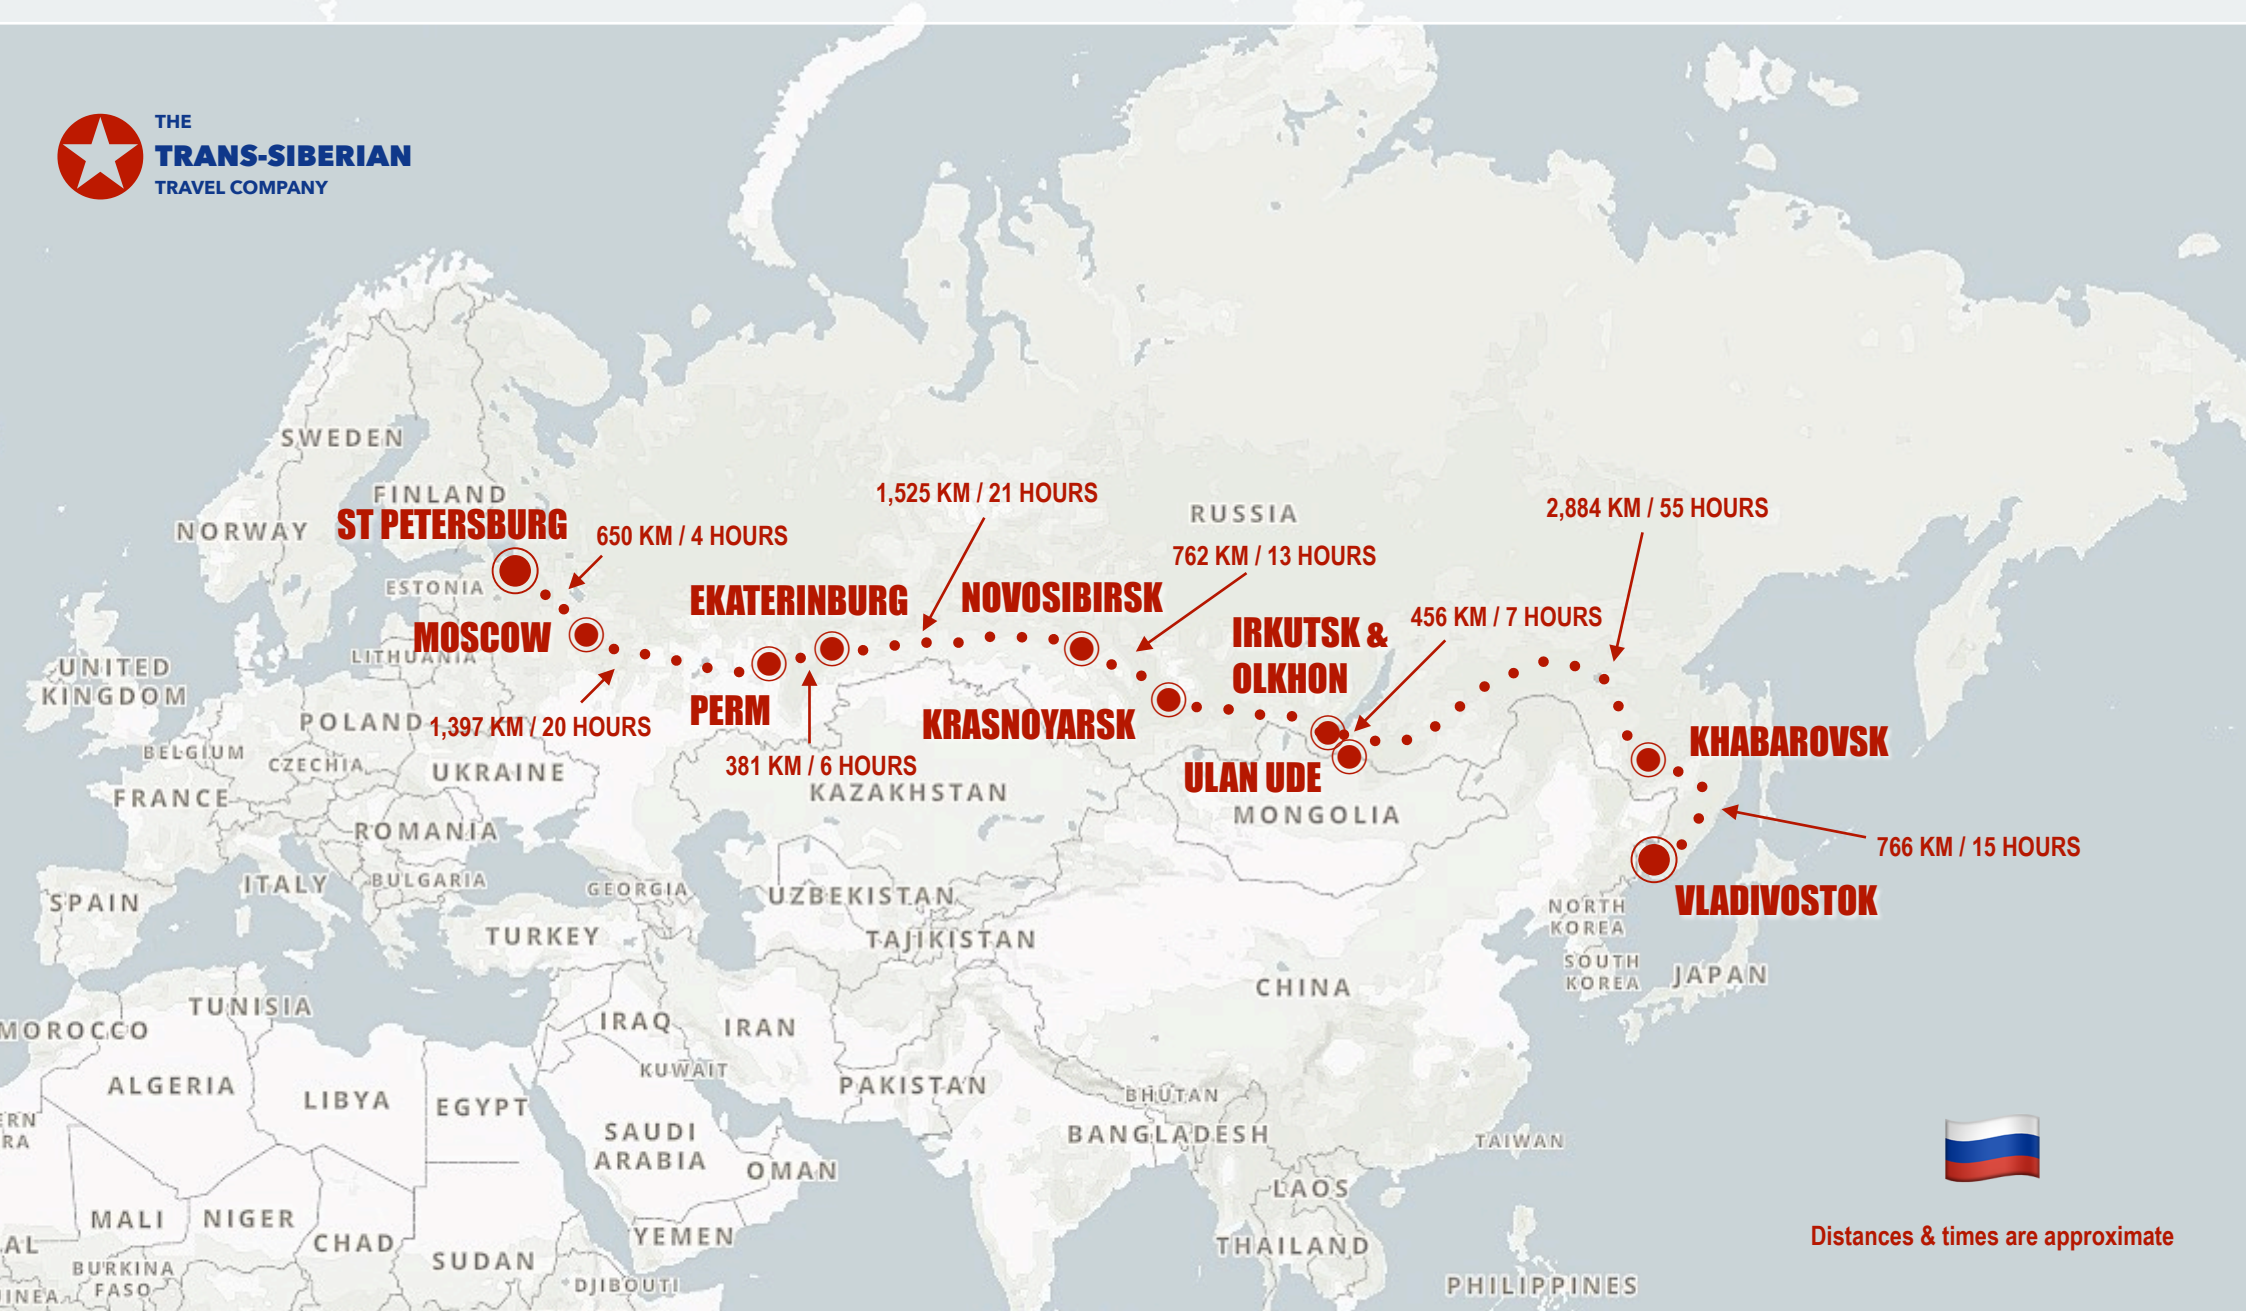 THE
TRANS-SIBERIAN
TRAVEL COMPANY
SWEDEN
FINLAND
NORWAY
ST PETERSBURG
650 KM / 4 HOURS
1,525 KM / 21 HOURS
RUSSIA
2,884 KM / 55 HOURS
762 KM / 13 HOURS
ESTONIA
EKATERINBURG
NOVOSIBIRSK
456 KM / 7 HOURS
MOSCOW
IRKUTSK &
OLKHON
LITHUANIA
UNITED
KINGDOM
POLAND
1,397 KM / 20 HOURS
PERM
KRASNOYARSK
KHABAROVSK
BELGIUM
CZECHIA
UKRAINE
381 KM / 6 HOURS
ULAN UDE
FRANCE
KAZAKHSTAN
MONGOLIA
ROMANIA
766 KM / 15 HOURS
ITALY
BULGARIA
GEORGIA
UZBEKISTAN
SPAIN
VLADIVOSTOK
NORTH
KOREA
TURKEY
TAJIKISTAN
SOUTH
KOREA
JAPAN
CHINA
TUNISIA
MOROCCO
IRAQ
IRAN
KUWAIT
ALGERIA
LIBYA
EGYPT
PAKISTAN
BHUTAN
ERN
RA
SAUDI
ARABIA
BANGLADESH
TAIWAN
OMAN
LAOS
MALI
NIGER
CHAD
YEMEN
AL
SUDAN
THAILAND
Distances & times are approximate
BURKINA
FASO
INEA
DJIBOUTI
PHILIPPINES